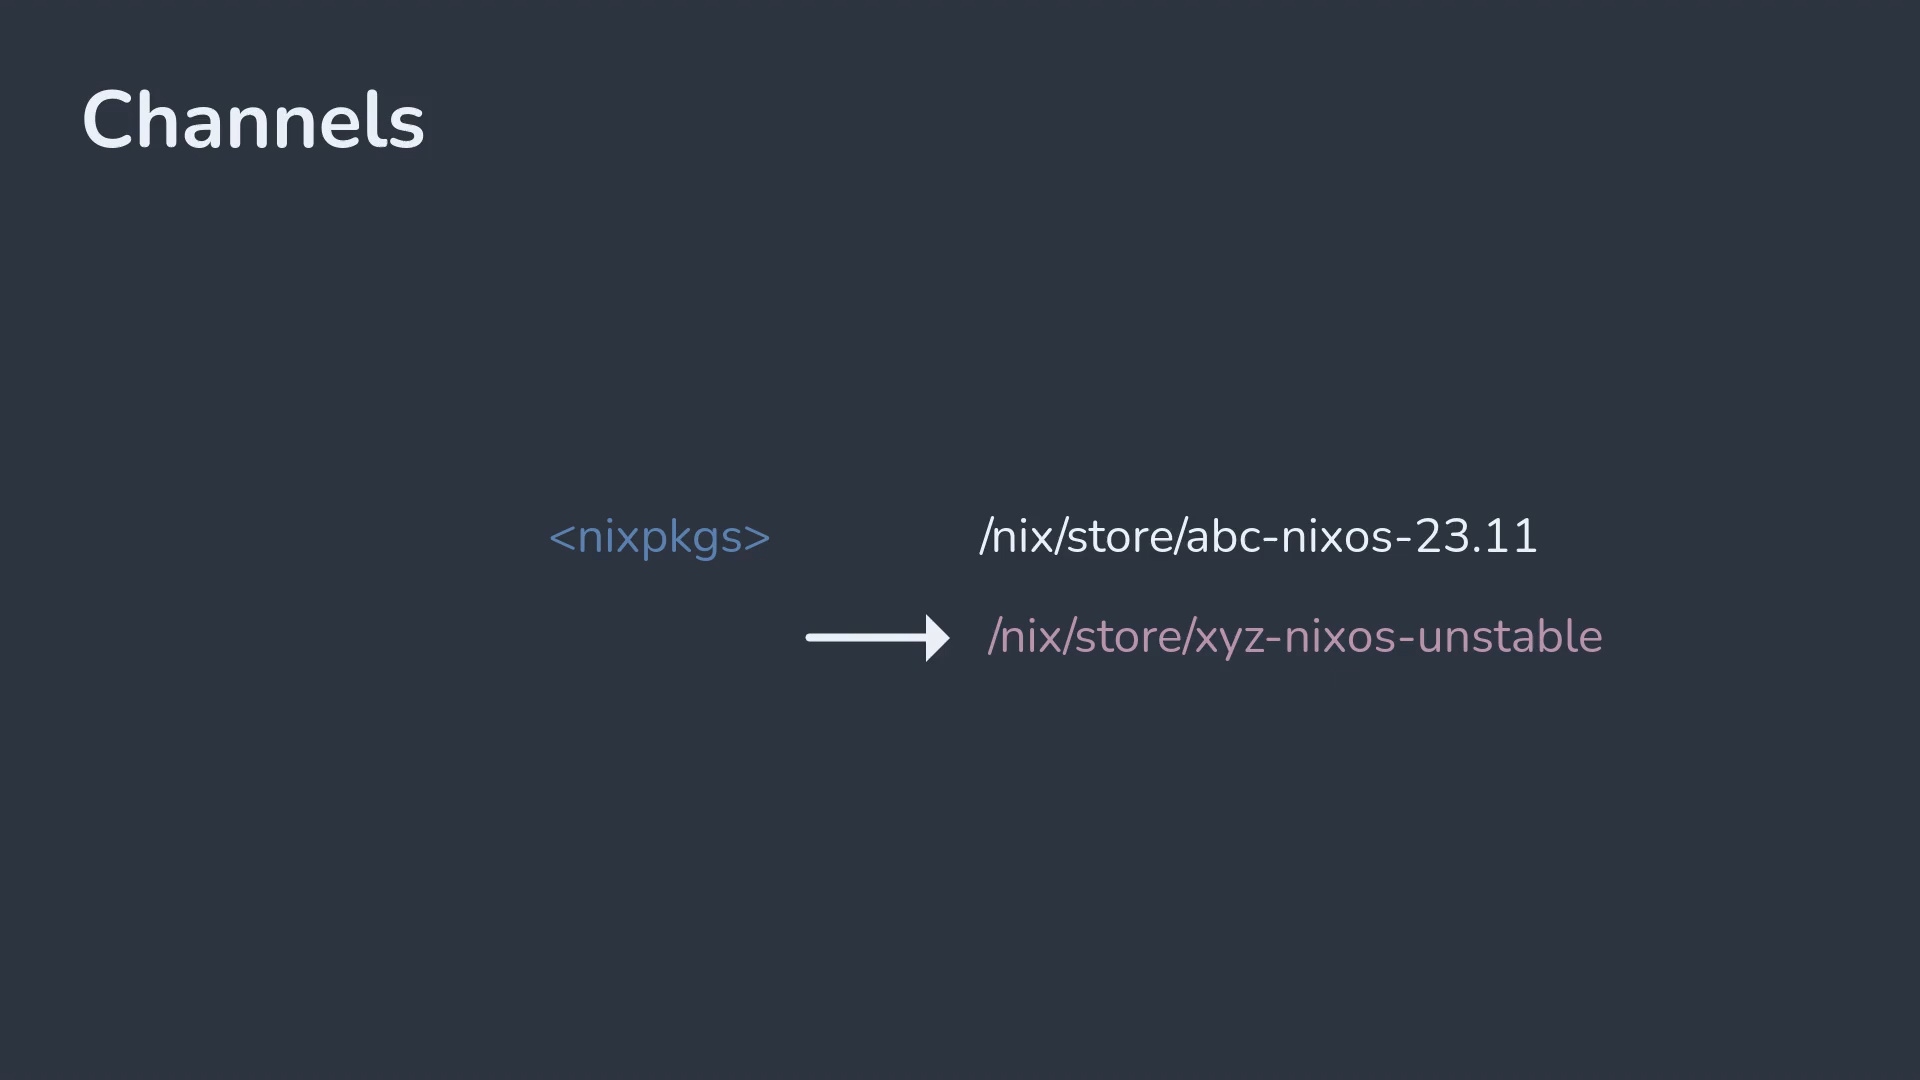 Channels
<nixpkgs> /nix/store/abc-nixos-23.11
/nix/store/xyz-nixos-unstable